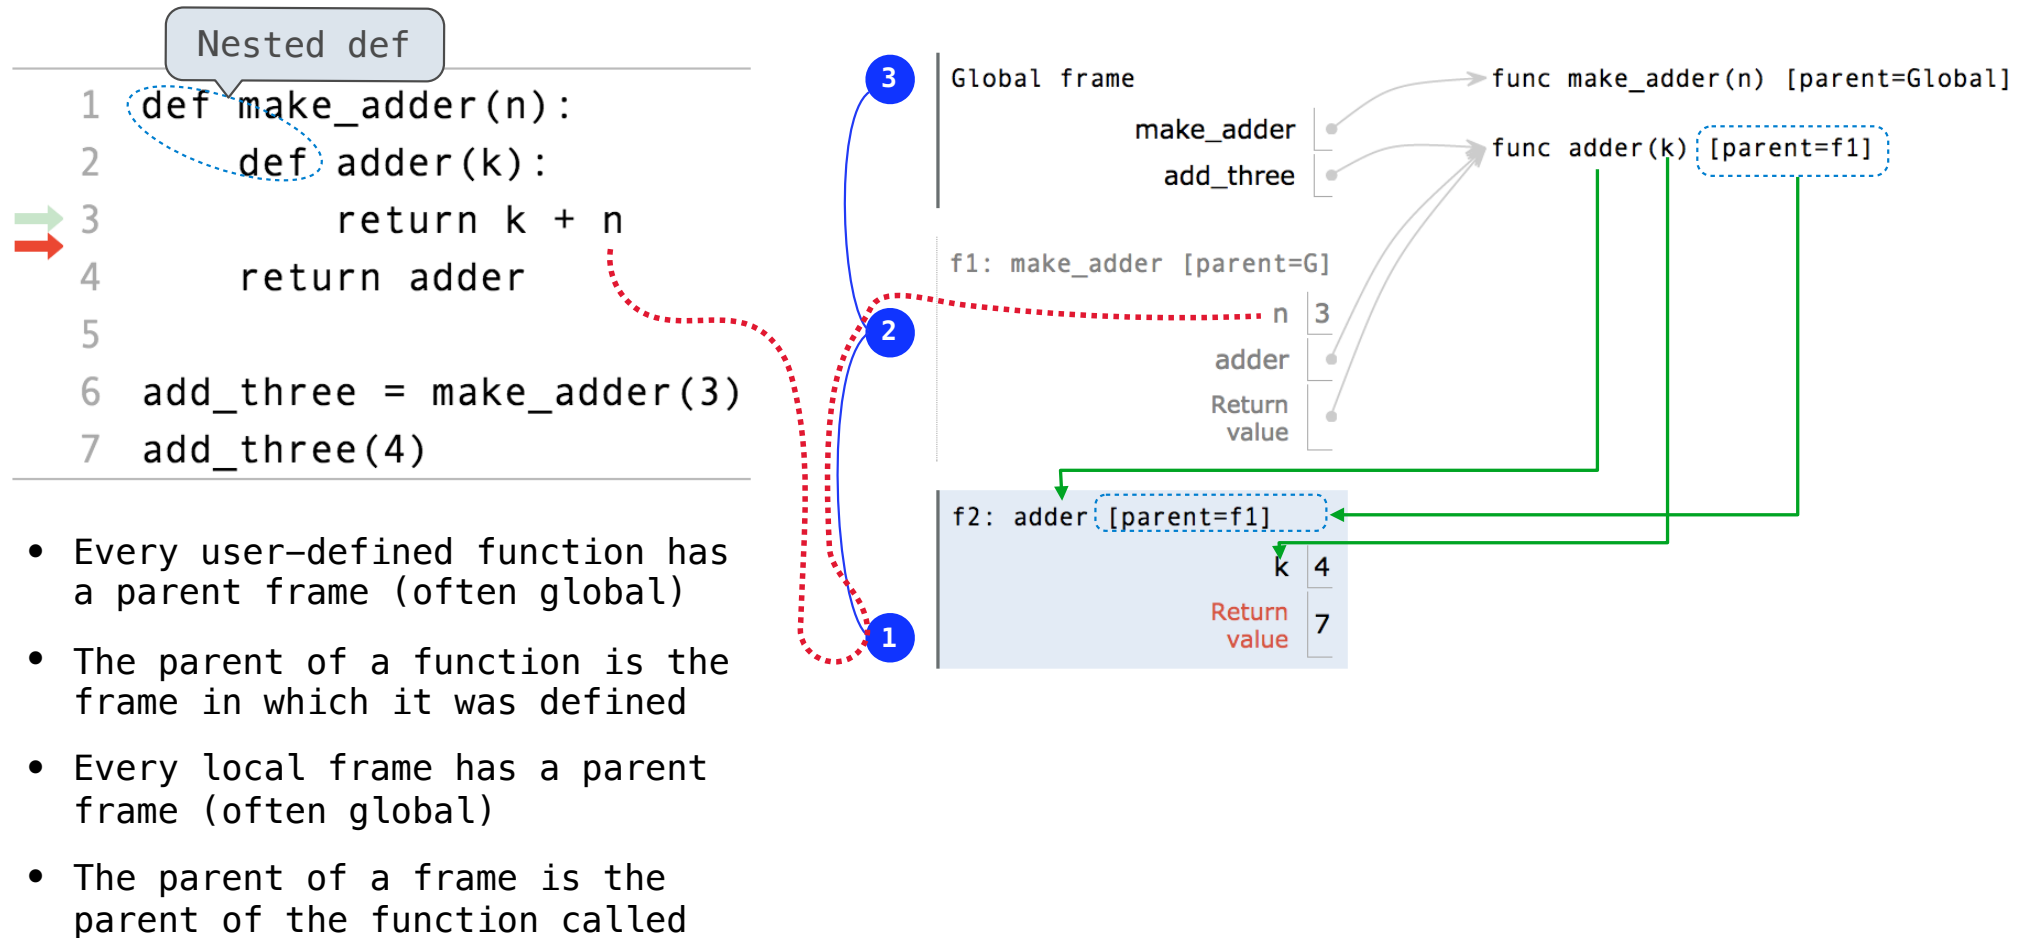 Nested def
1 def make_adder(n):
2     def adder(k):
3         return k + n
4     return adder
5
6 add_three = make_adder(3)
7 add_three(4)
• Every user-defined function has
a parent frame (often global)
• The parent of a function is the
frame in which it was defined
• Every local frame has a parent
frame (often global)
• The parent of a frame is the
parent of the function called
3
2
1
Global frame
make_adder
add_three
func make_adder(n) [parent=Global]
func adder(k) [parent=f1]
f1: make_adder [parent=G]
n 3
adder
Return
value
f2: adder [parent=f1]
k 4
Return
value 7